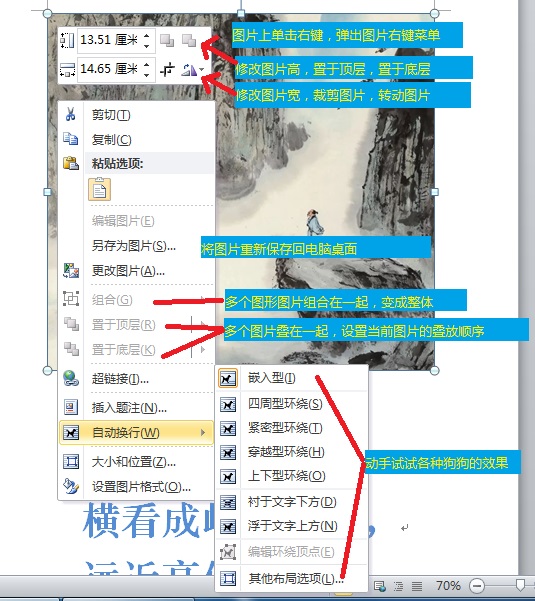 13.51 厘米
图片上单击右键，弹出图片右键菜单
14.65 厘米
修改图片高，置于顶层，置于底层
修改图片宽，裁剪图片，转动图片
剪切(T)
复制(C)
粘贴选项:
编辑图片(E)
另存为图片(S)...
将图片重新保存回电脑桌面
更改图片(A)...
组合(G)
多个图形图片组合在一起，变成整体
置于顶层(R)
多个图片叠在一起，设置当前图片的叠放顺序
置于底层(K)
超链接(I)...
嵌入型(I)
插入题注(N)...
四周型环绕(S)
自动换行(W)
紧密型环绕(T)
穿越型环绕(H)
大小和位置(Z)...
动手试试各种狗狗的效果
上下型环绕(O)
设置图片格式(O)...
衬于文字下方(D)
横看成
，
浮于文字上方(N)
编辑环绕顶点(E)
远近高
其他布局选项(L)...
70%